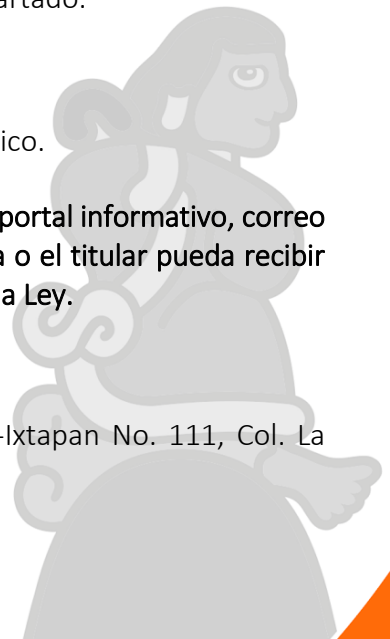 artado.
ico.
portal informativo, correo
a o el titular pueda recibir
a Ley.
-Ixtapan No. 111, Col. La